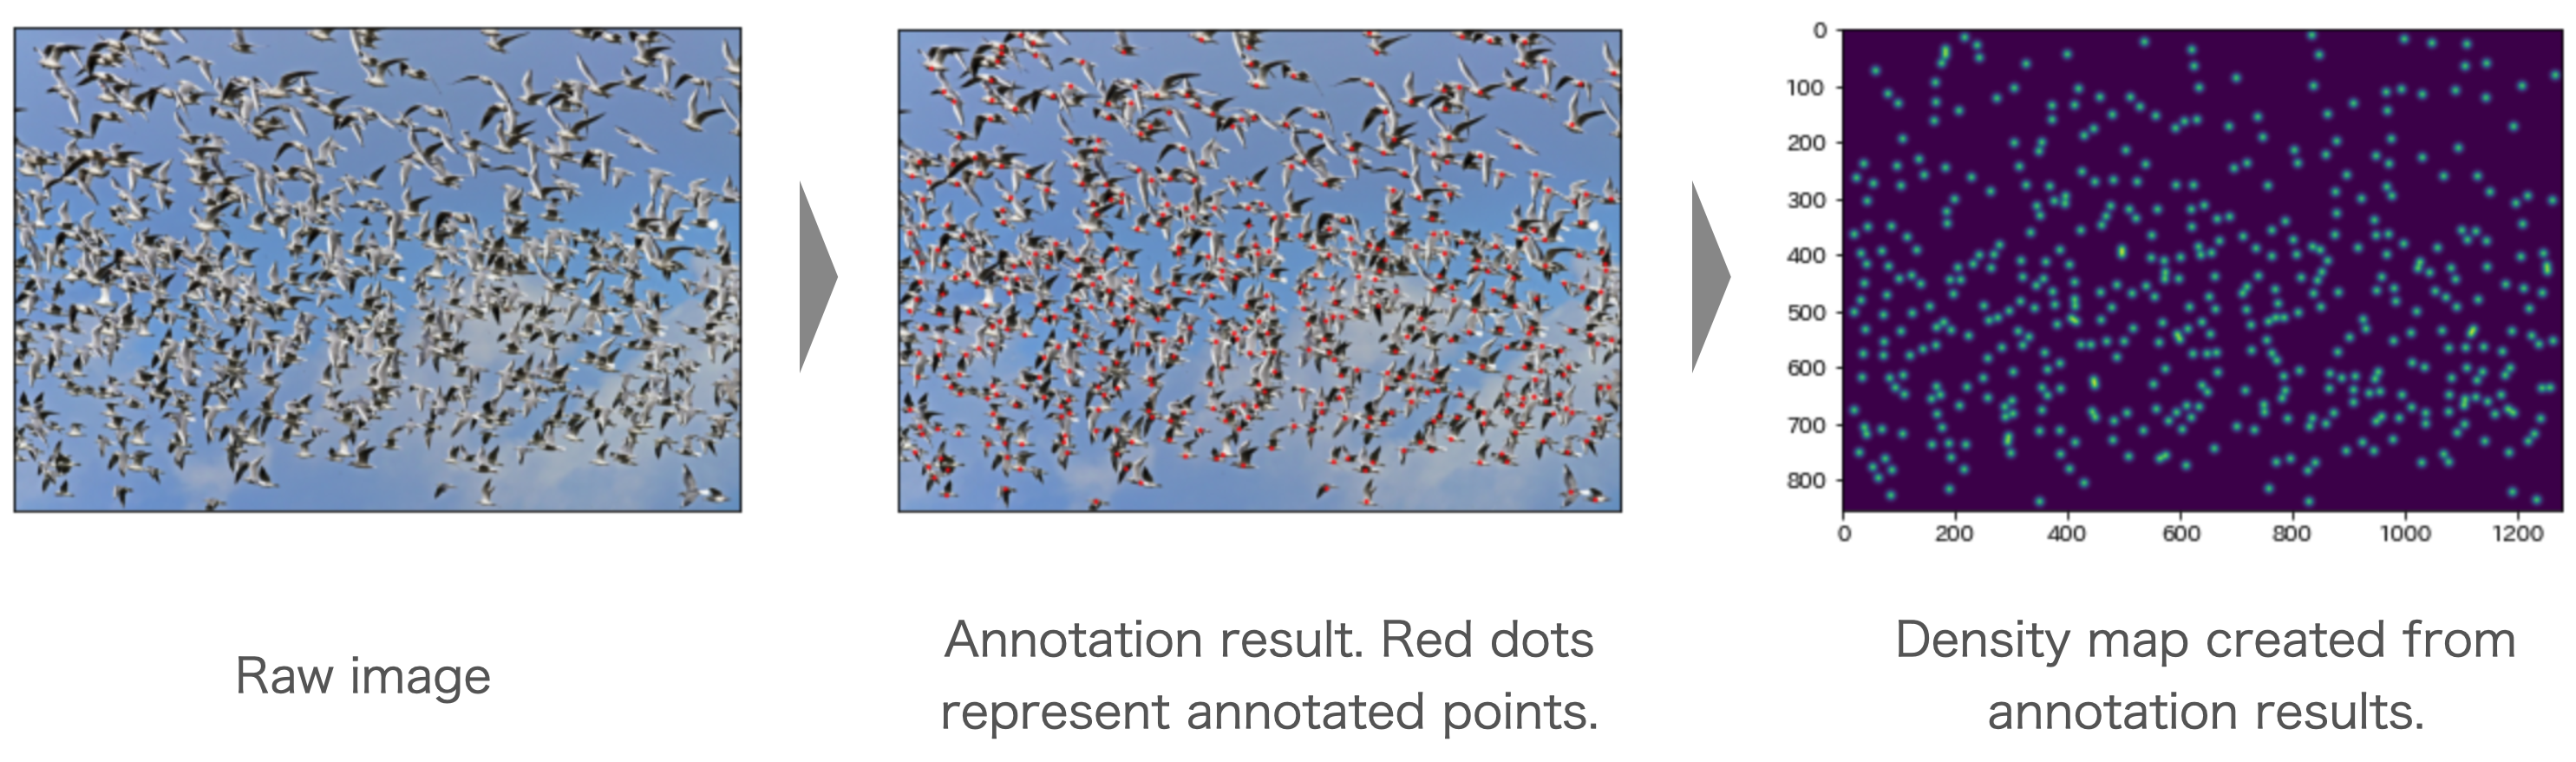 0
100
200
300
400
500
600
700
800
0 200 400 600 800 1000 1200
Raw image
Annotation result. Red dots
represent annotated points.
Density map created from
annotation results.